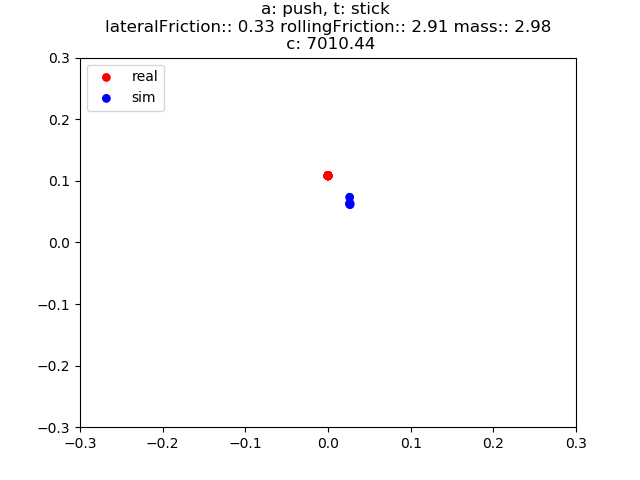 a: push, t: stick
lateralFriction:: 0.33 rollingFriction:: 2.91 mass:: 2.98
c: 7010.44
real
sim
0.3
0.2
0.1
0.0
−0.1
−0.2
−0.3
−0.3 −0.2 −0.1 0.0 0.1 0.2 0.3